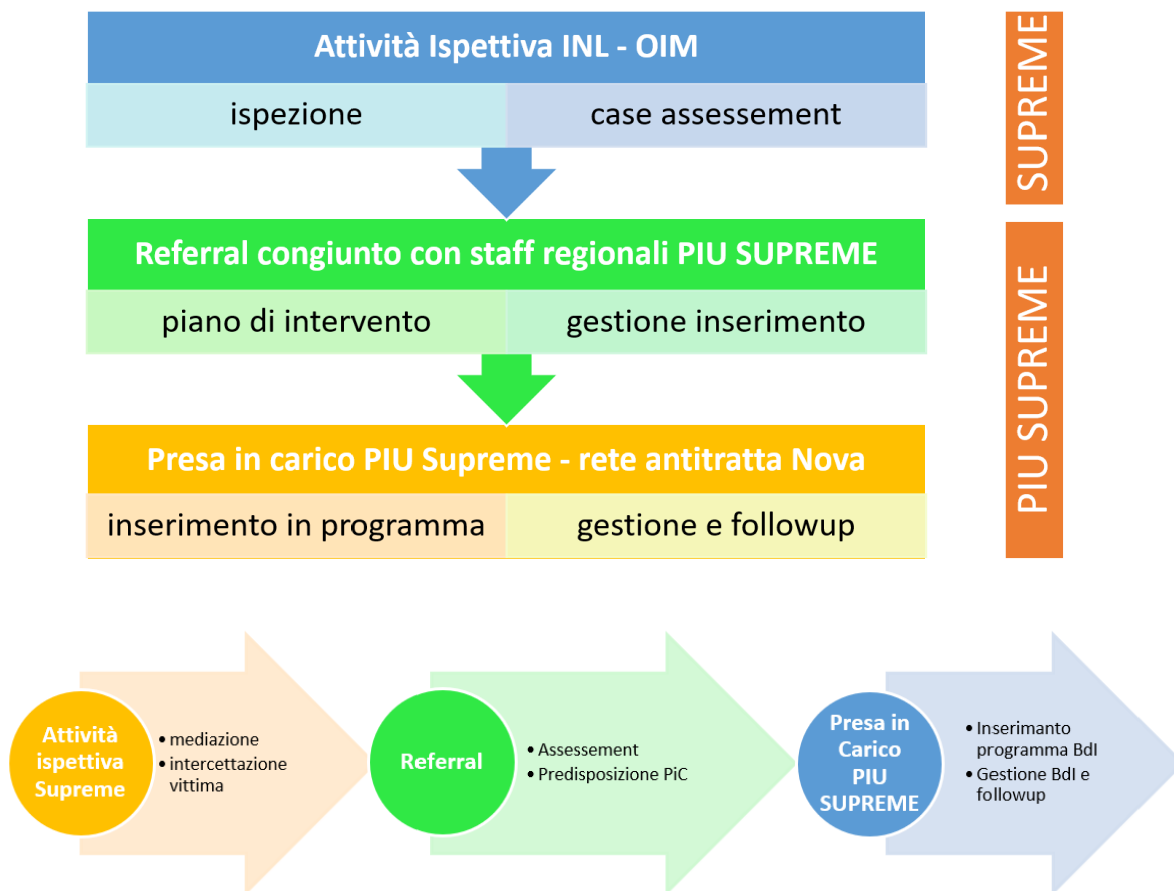 Attività Ispettiva INL - OIM
ispezione
case assessement
SUPREME
Referral congiunto con staff regionali PIU SUPREME
piano di intervento
gestione inserimento
PIU SUPREME
Presa in carico PIU Supreme - rete antitratta Nova
inserimento in programma
gestione e followup
Attività
ispettiva
Supreme
• mediazione
• intercettazione
vittima
Referral
• Assessement
• Predisposizione PiC
Presa in
Carico
PIU
SUPREME
• Inserimanto
programma BdI
• Gestione BdI e
followup